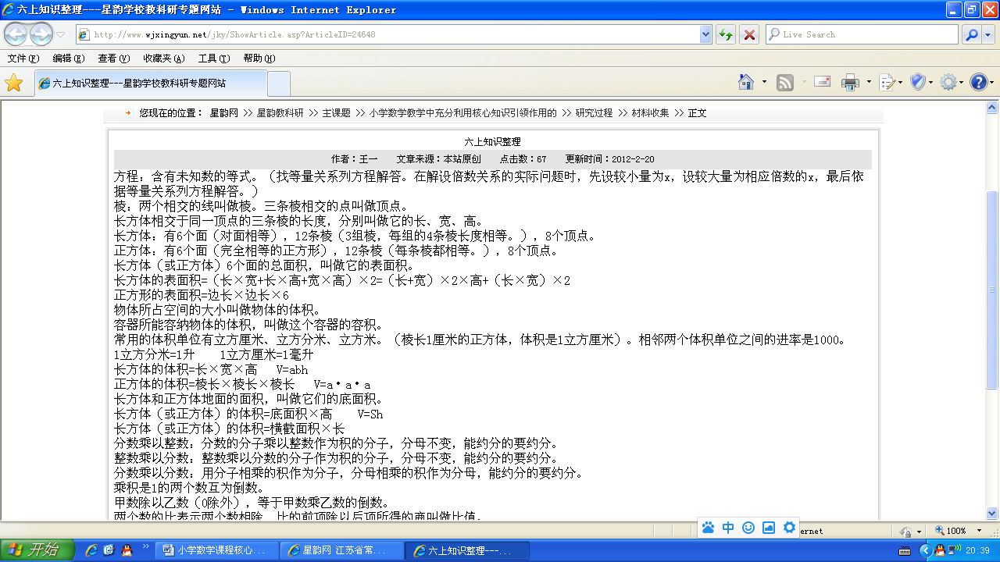 六上知识整理---星韵学校教科研专题网站 - Windows Internet Explorer
http://www.wjxingyun.net/jky/ShowArticle.asp?ArticleID=24648
Live Search
文件(F) 编辑(E) 查看(V) 收藏夹(A) 工具(T) 帮助(H)
六上知识整理---星韵学校教科研专题网站
您现在的位置： 星韵网 >> 星韵教科研 >> 主课题 >> 小学数学教学中充分利用核心知识引领作用的 >> 研究过程 >> 材料收集 >> 正文
六上知识整理
作者：王一 文章来源：本站原创 点击数：67 更新时间：2012-2-20
方程：含有未知数的等式。（找等量关系列方程解答。在解设倍数关系的实际问题时，先设较小量为x，设较大量为相应倍数的x，最后依
据等量关系列方程解答。）
棱：两个相交的线叫做棱。三条棱相交的点叫做顶点。
长方体相交于同一顶点的三条棱的长度，分别叫做它的长、宽、高。
长方体：有6个面（对面相等），12条棱（3组棱，每组的4条棱长度相等。），8个顶点。
正方体：有6个面（完全相等的正方形），12条棱（每条棱都相等。），8个顶点。
长方体（或正方体）6个面的总面积，叫做它的表面积。
长方体的表面积=（长×宽+长×高+宽×高）×2=（长+宽）×2×高+（长×宽）×2
正方形的表面积=边长×边长×6
物体所占空间的大小叫做物体的体积。
容器所能容纳物体的体积，叫做这个容器的容积。
常用的体积单位有立方厘米、立方分米、立方米。（棱长1厘米的正方体，体积是1立方厘米）。相邻两个体积单位之间的进率是1000。
1立方分米=1升 1立方厘米=1毫升
长方体的体积=长×宽×高 V=abh
正方体的体积=棱长×棱长×棱长 V=a·a·a
长方体和正方体地面的面积，叫做它们的底面积。
长方体（或正方体）的体积=底面积×高 V=Sh
长方体（或正方体）的体积=横截面积×长
分数乘以整数：分数的分子乘以整数作为积的分子，分母不变，能约分的要约分。
整数乘以分数：整数乘以分数的分子作为积的分子，分母不变，能约分的要约分。
分数乘以分数：用分子相乘的积作为分子，分母相乘的积作为分母，能约分的要约分。
乘积是1的两个数互为倒数。
甲数除以乙数（0除外），等于甲数乘乙数的倒数。
两个数的比表示两个数相除，比的前项除以后项所得的商叫做比值。
中
ernet
100%
开始
小学数学课程核心...
星韵网 江苏省常...
六上知识整理---...
20:39